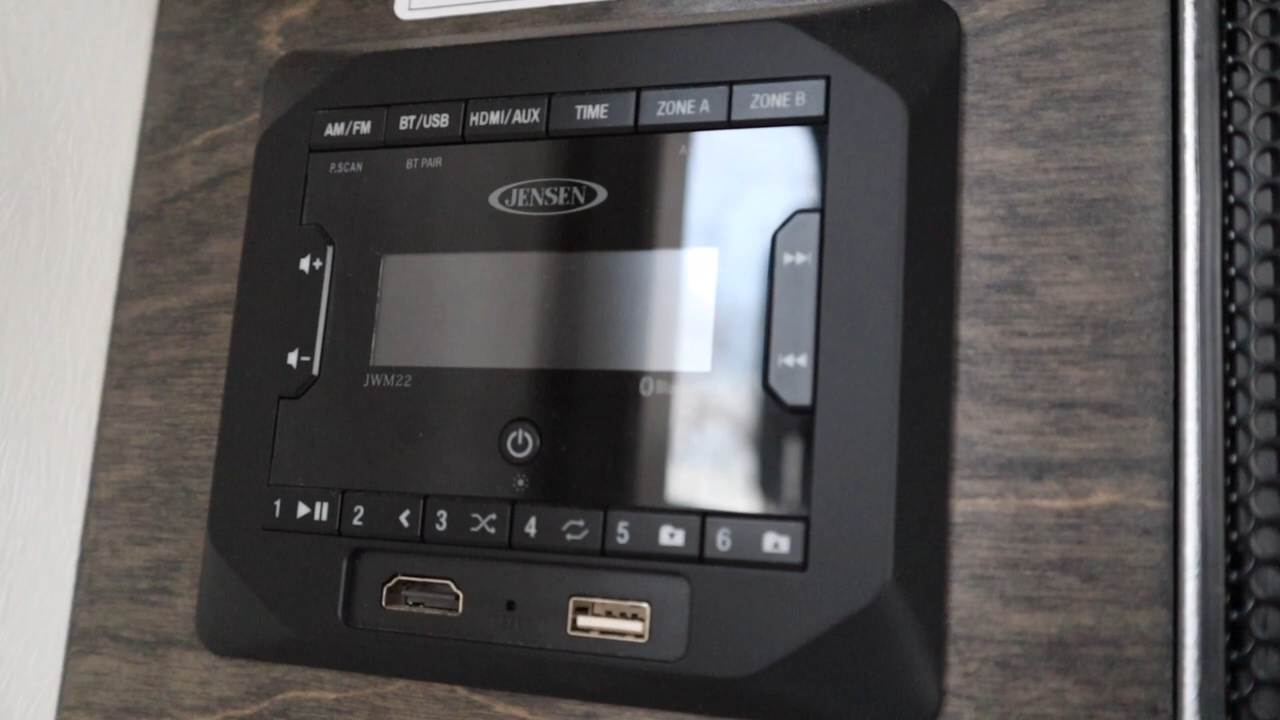 AM/FM BT/USB HDMI/AUX TIME ZONE A ZONE B
P.SCAN BT PAIR
JENSEN
JWM22
1 2 3 4 5 6